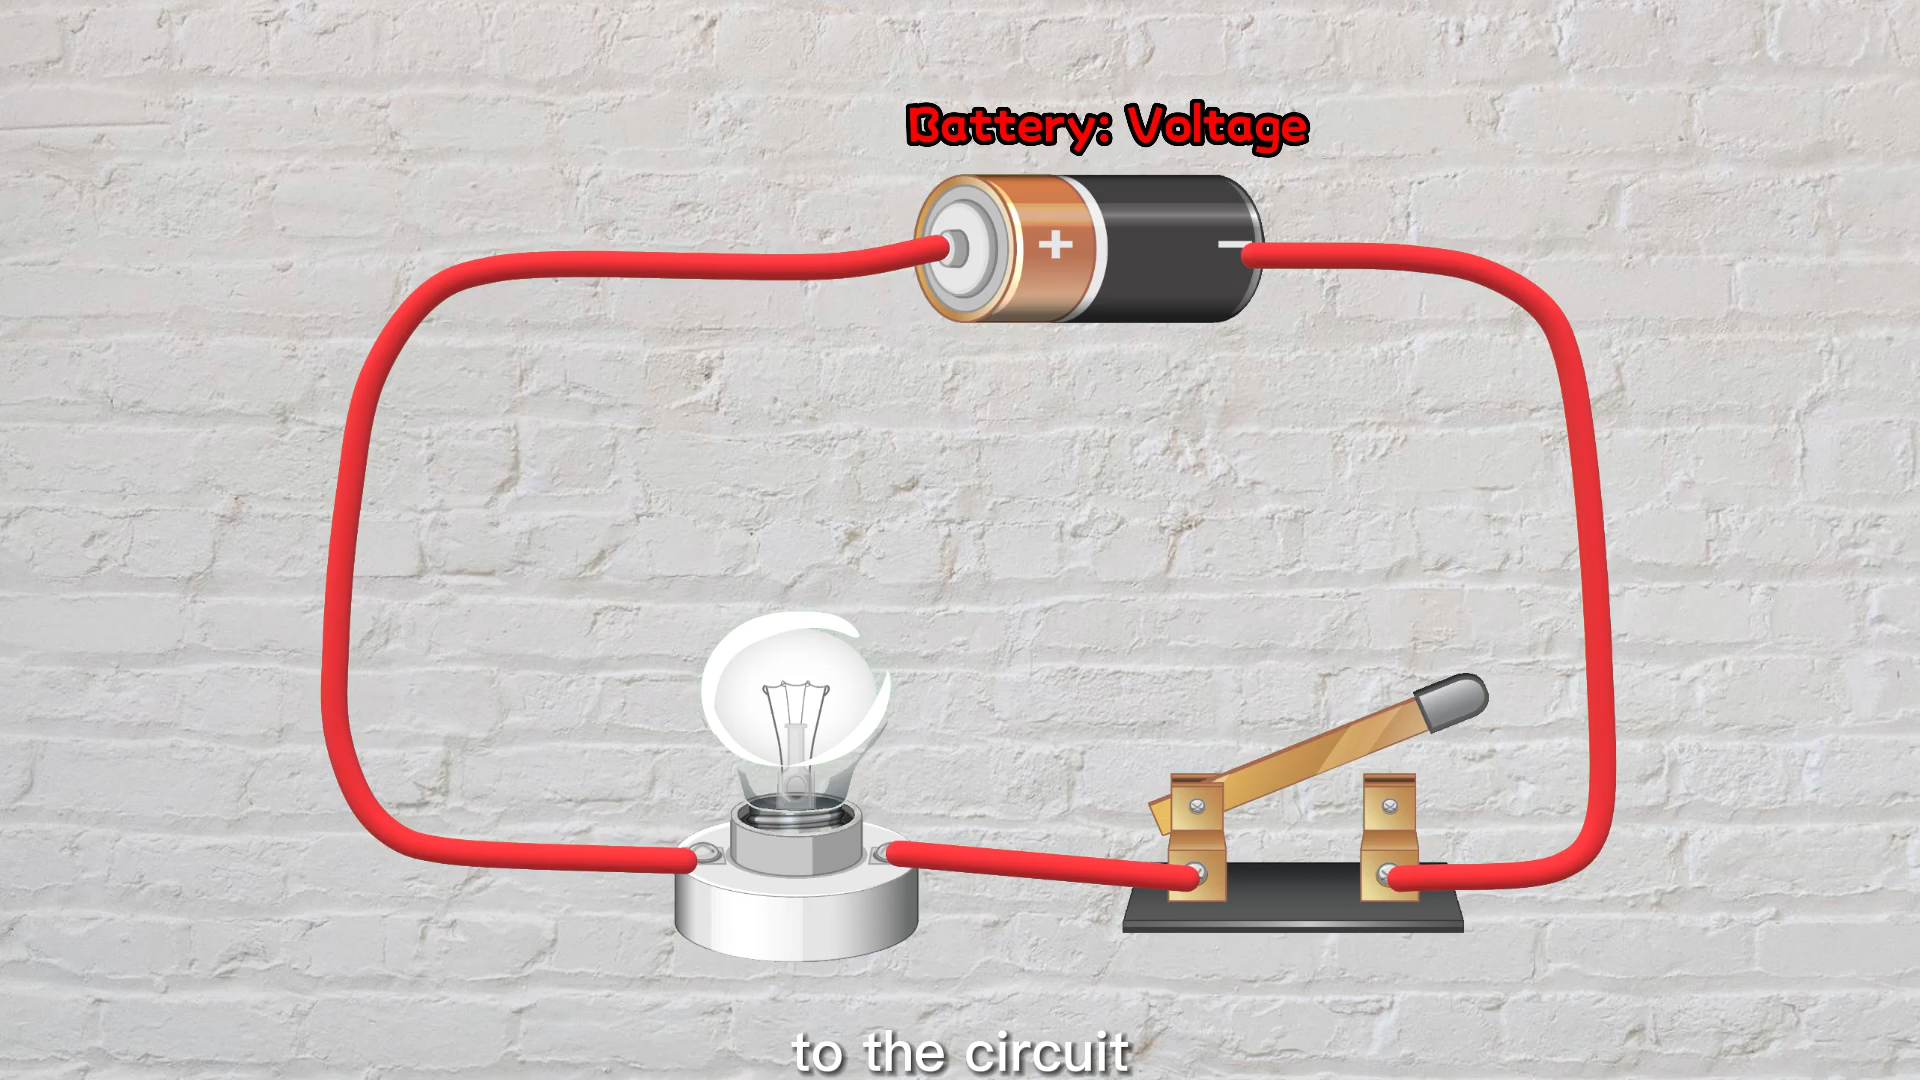 Battery: Voltage
+
−
to the circuit